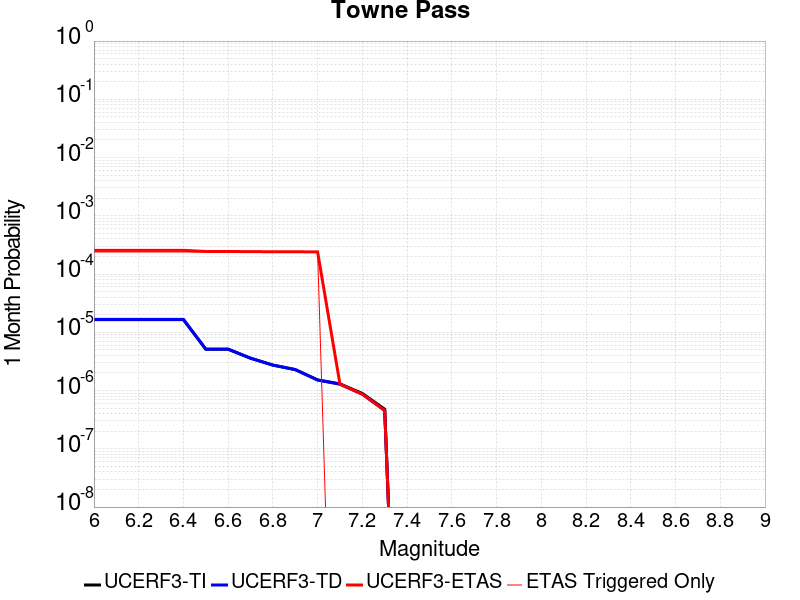 Towne Pass
1 Month Probability
10^0
10^-1
10^-2
10^-3
10^-4
10^-5
10^-6
10^-7
10^-8
6 6.2 6.4 6.6 6.8 7 7.2 7.4 7.6 7.8 8 8.2 8.4 8.6 8.8 9
Magnitude
UCERF3-TI UCERF3-TD UCERF3-ETAS ETAS Triggered Only